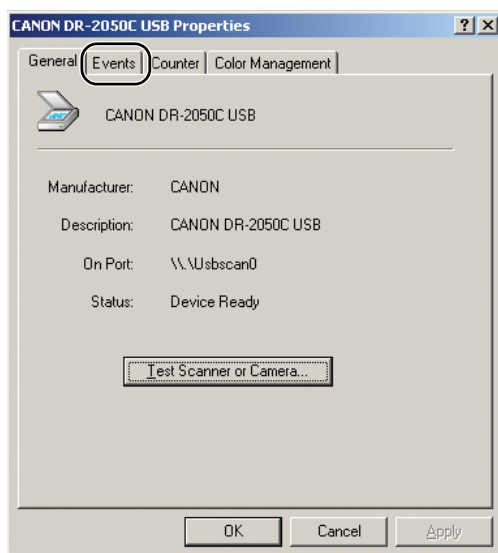 CANON DR-2050C USB Properties ? X
General Events Counter Color Management
CANON DR-2050C USB
Manufacturer: CANON
Description: CANON DR-2050C USB
On Port: \\.\Usbscan0
Status: Device Ready
Test Scanner or Camera...
OK Cancel Apply